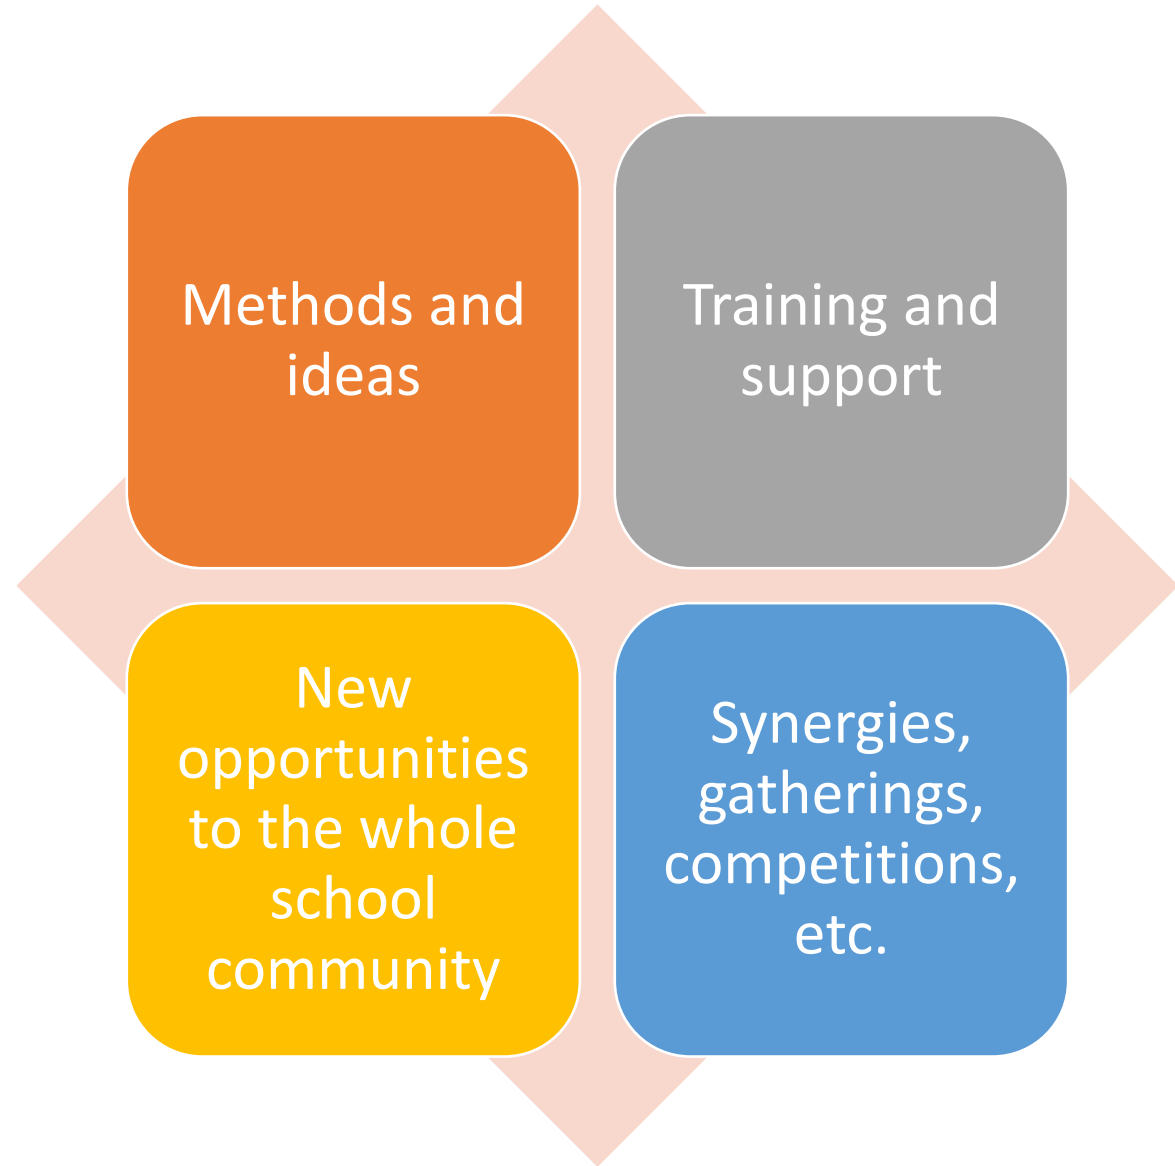 Methods and
ideas
Training and
support
New
opportunities
to the whole
school
community
Synergies,
gatherings,
competitions,
etc.